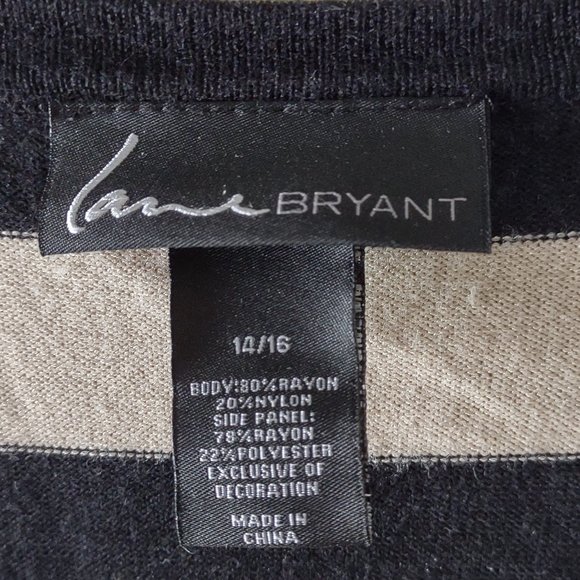 lane BRYANT
14/16
BODY:80%RAYON
20%NYLON
SIDE PANEL:
78%RAYON
22%POLYESTER
EXCLUSIVE OF
DECORATION
MADE IN
CHINA